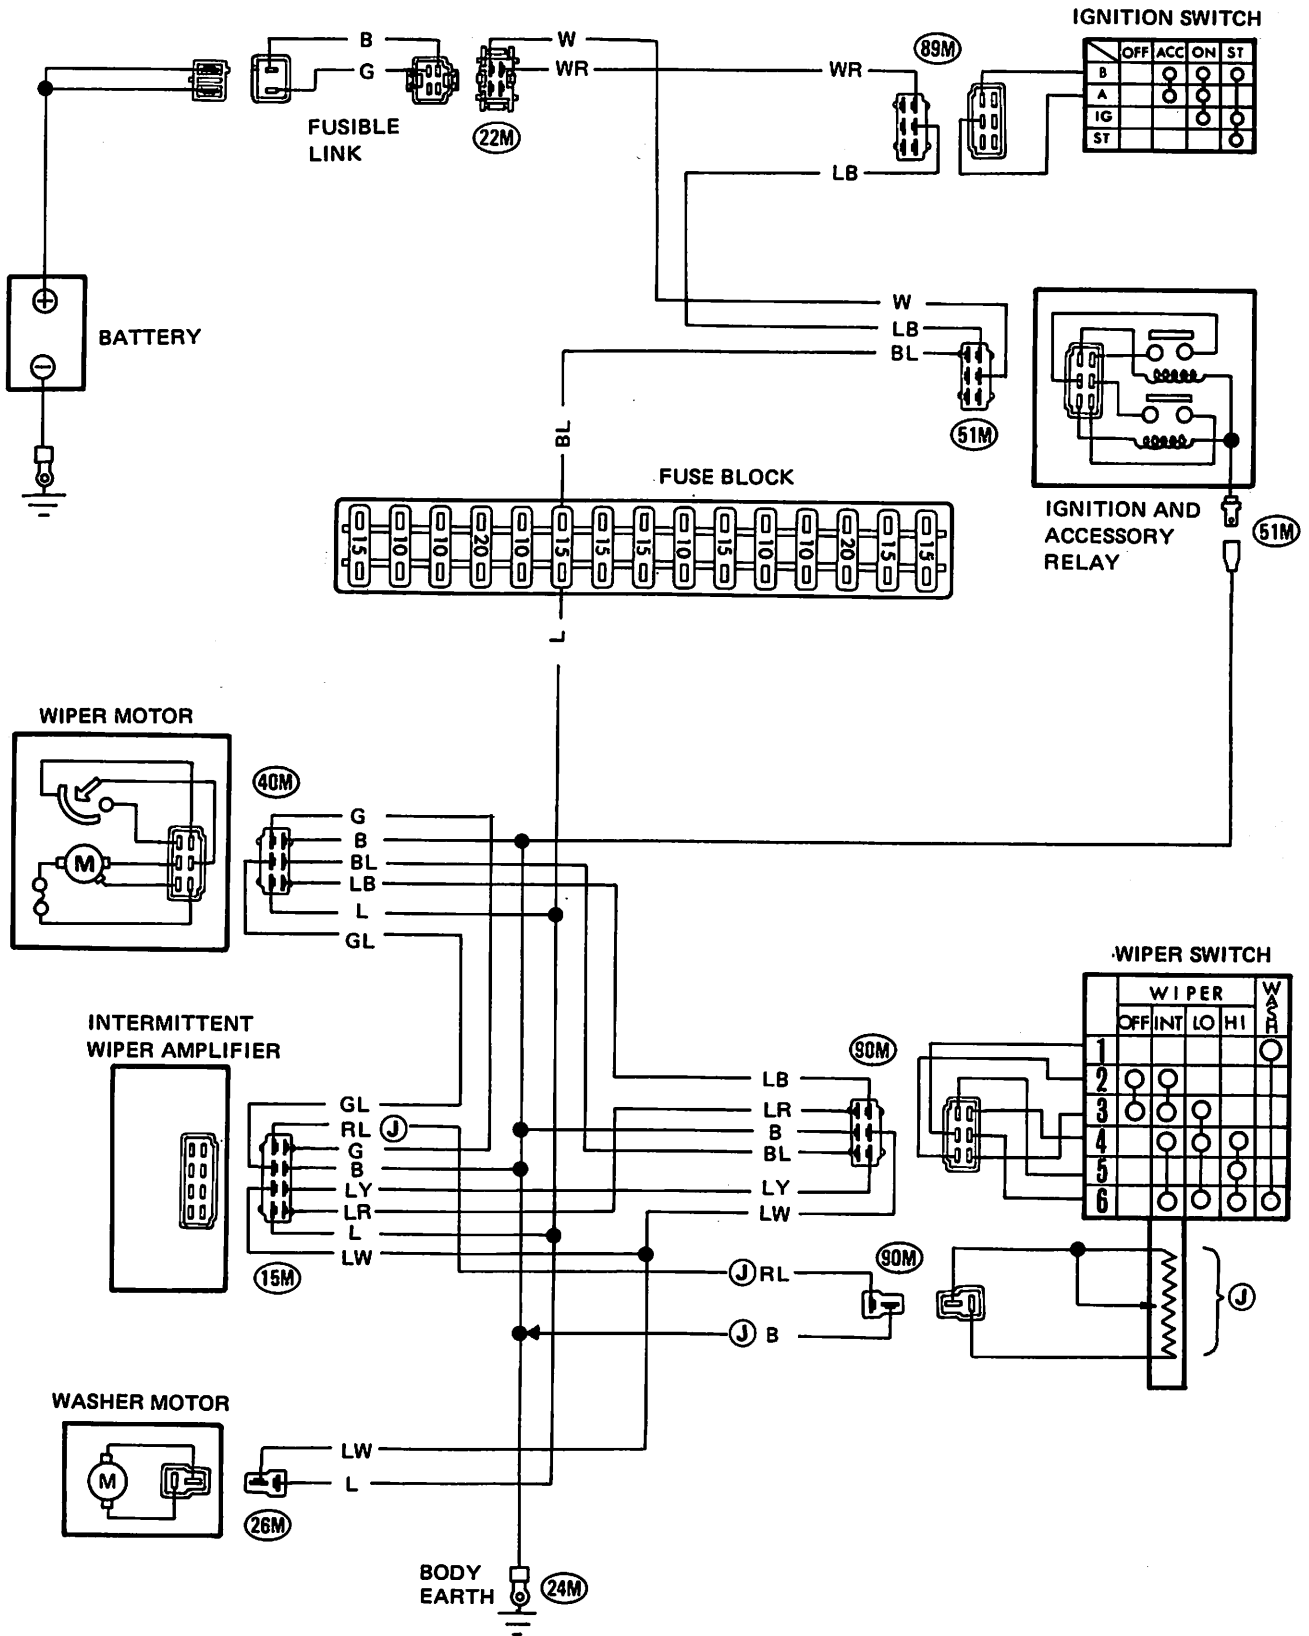 IGNITION SWITCH
OFF ACC ON ST
B
A
IG
ST
B
G
W
WR
WR
89M
22M
FUSIBLE
LINK
LB
BATTERY
W
LB
BL
51M
BL
FUSE BLOCK
15 10 10 20 10 15 15 15 10 15 10 10 20 15 15
IGNITION AND
ACCESSORY
RELAY
51M
L
WIPER MOTOR
M
40M
G
B
BL
LB
L
GL
WIPER SWITCH
WIPER
WASH
OFF INT LO HI
1
2
3
4
5
6
INTERMITTENT
WIPER AMPLIFIER
90M
GL
RL J
G
B
LY
LR
L
LW
15M
LB
LR
B
BL
LY
LW
90M
J RL
J B
J
WASHER MOTOR
M
LW
L
26M
BODY
EARTH
24M